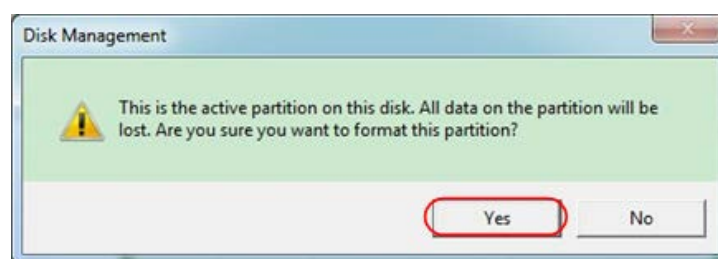 Disk Management
This is the active partition on this disk. All data on the partition will be
lost. Are you sure you want to format this partition?
Yes No